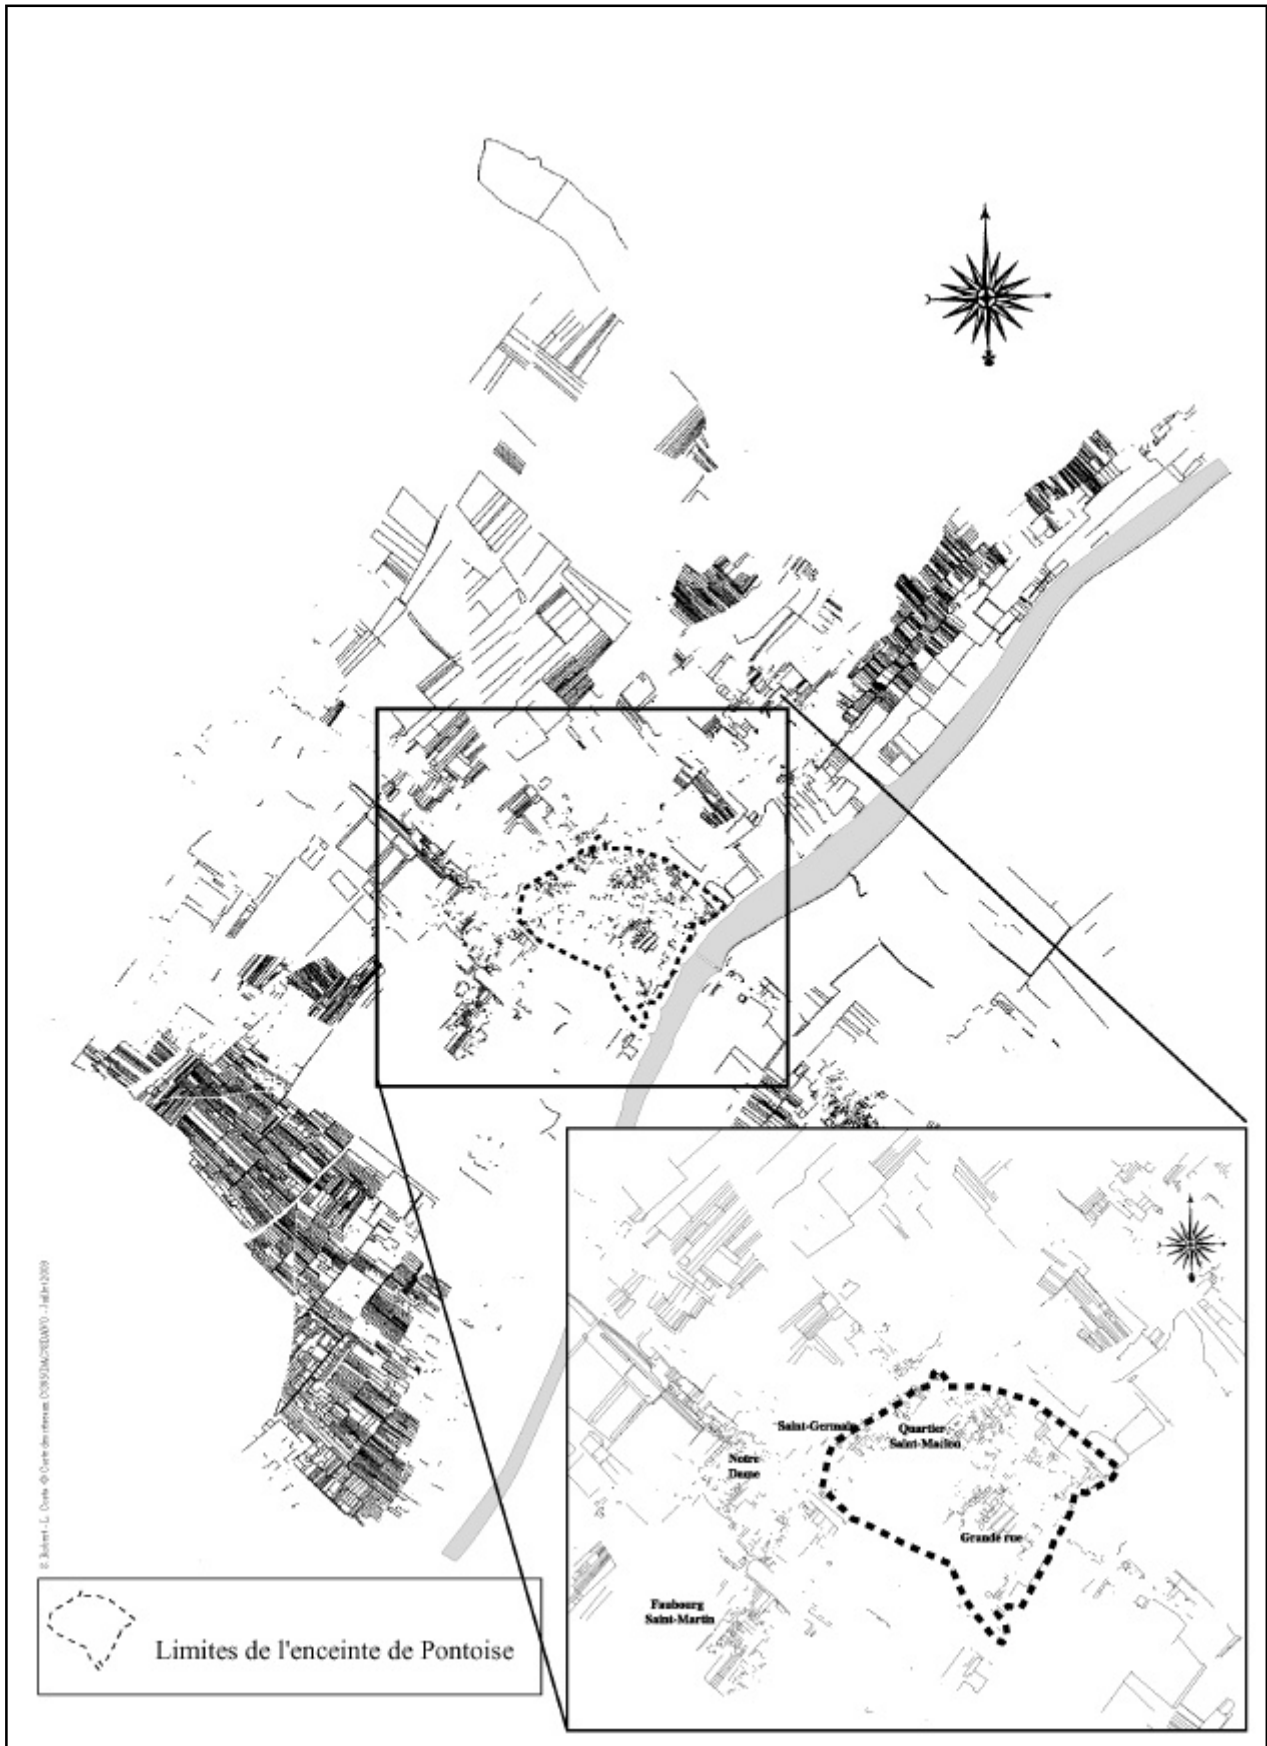 Saint-Germain
Quartier
Saint-Maclou
Notre
Dame
Grande rue
Faubourg
Saint-Martin
Limites de l'enceinte de Pontoise